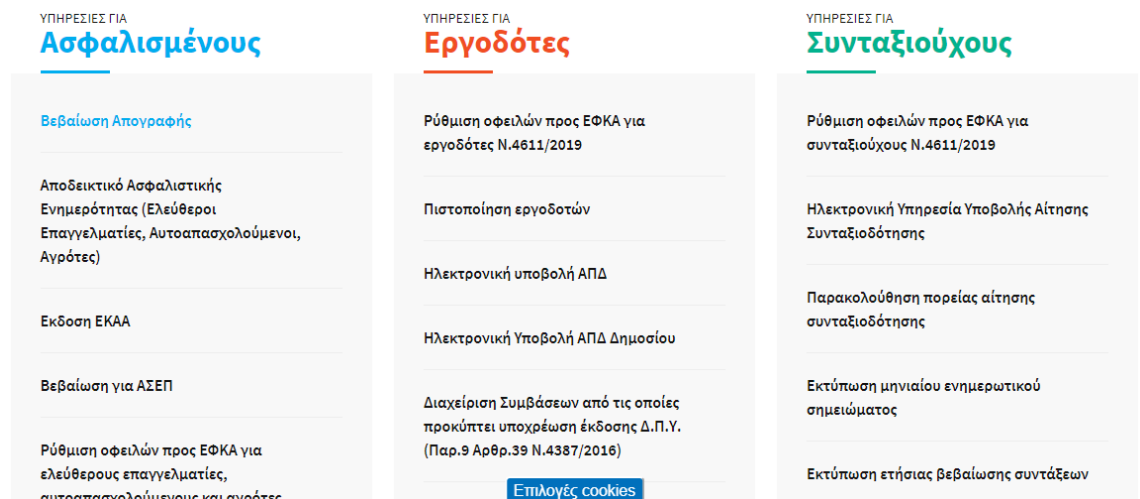 ΥΠΗΡΕΣΙΕΣ ΓΙΑ
Ασφαλισμένους
Βεβαίωση Απογραφής
Αποδεικτικό Ασφαλιστικής
Ενημερότητας (Ελεύθεροι
Επαγγελματίες, Αυτοαπασχολούμενοι,
Αγρότες)
Εκδοση ΕΚΑΑ
Βεβαίωση για ΑΣΕΠ
Ρύθμιση οφειλών προς ΕΦΚΑ για
ελεύθερους επαγγελματίες,
αυτοαπασχολούμενους και αγρότες
ΥΠΗΡΕΣΙΕΣ ΓΙΑ
Εργοδότες
Ρύθμιση οφειλών προς ΕΦΚΑ για
εργοδότες Ν.4611/2019
Πιστοποίηση εργοδοτών
Ηλεκτρονική υποβολή ΑΠΔ
Ηλεκτρονική Υποβολή ΑΠΔ Δημοσίου
Διαχείριση Συμβάσεων από τις οποίες
προκύπτει υποχρέωση έκδοσης Δ.Π.Υ.
(Παρ.9 Αρθρ.39 Ν.4387/2016)
Επιλογές cookies
ΥΠΗΡΕΣΙΕΣ ΓΙΑ
Συνταξιούχους
Ρύθμιση οφειλών προς ΕΦΚΑ για
συνταξιούχους Ν.4611/2019
Ηλεκτρονική Υπηρεσία Υποβολής Αίτησης
Συνταξιοδότησης
Παρακολούθηση πορείας αίτησης
συνταξιοδότησης
Εκτύπωση μηνιαίου ενημερωτικού
σημειώματος
Εκτύπωση ετήσιας βεβαίωσης συντάξεων